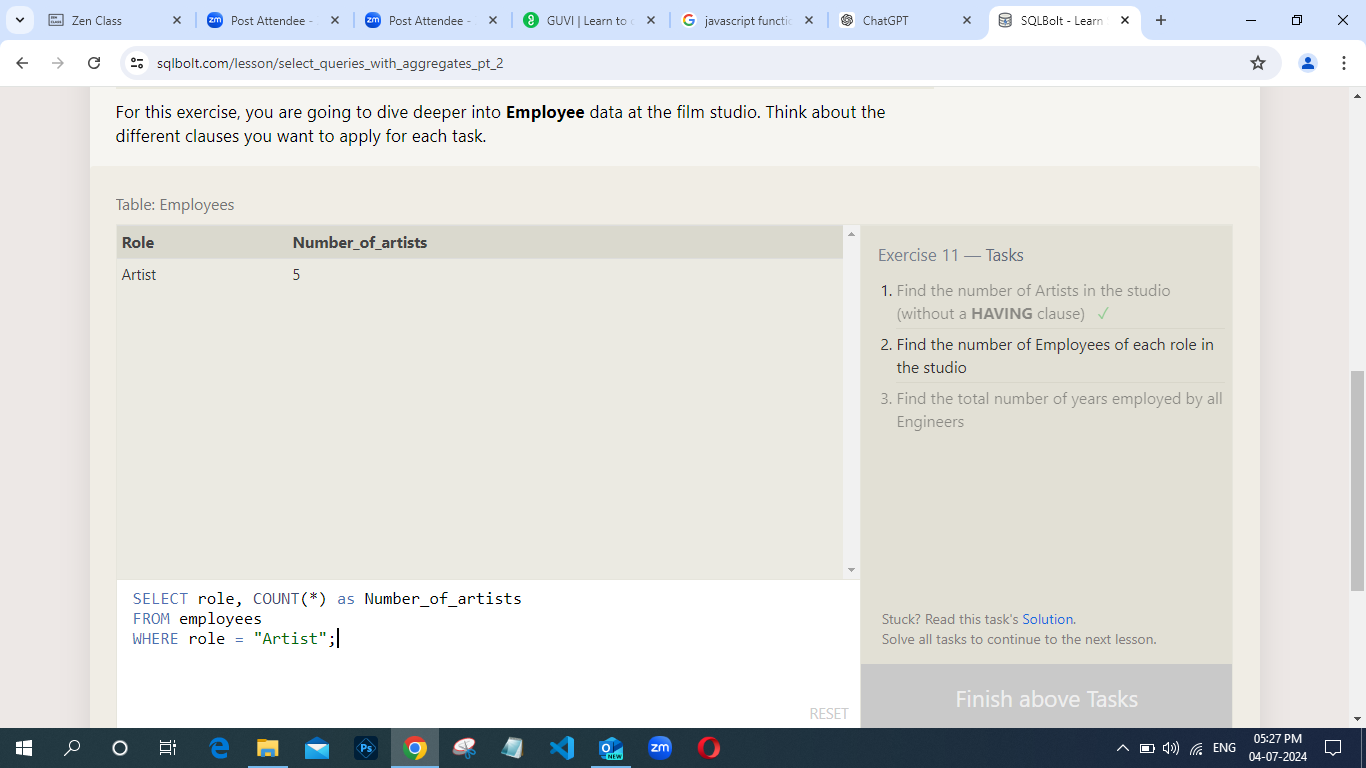 Zen Class
Post Attendee -
Post Attendee -
GUVI | Learn to c
javascript functio
ChatGPT
SQLBolt - Learn S
sqlbolt.com/lesson/select_queries_with_aggregates_pt_2
For this exercise, you are going to dive deeper into Employee data at the film studio. Think about the
different clauses you want to apply for each task.
Table: Employees
Role Number_of_artists
Artist 5
Exercise 11 — Tasks
1. Find the number of Artists in the studio
(without a HAVING clause) ✓
2. Find the number of Employees of each role in
the studio
3. Find the total number of years employed by all
Engineers
Stuck? Read this task's Solution.
Solve all tasks to continue to the next lesson.
Finish above Tasks
SELECT role, COUNT(*) as Number_of_artists
FROM employees
WHERE role = "Artist";
RESET
Ps
NEW
zm
ENG
05:27 PM
04-07-2024